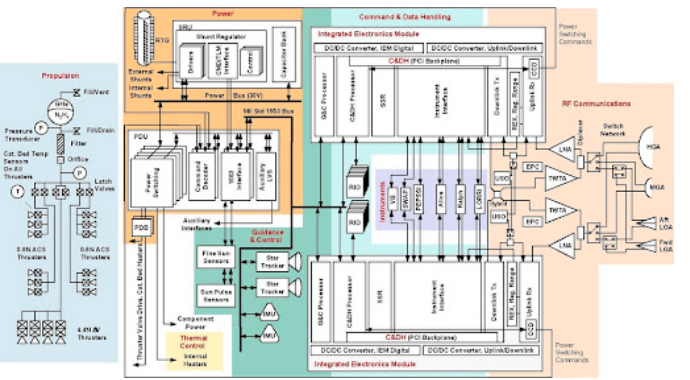 Power
Command & Data Handling
RTG
SRU
Shunt Regulator
Drivers
CMD/TLM
Interface
Control
Capacitor Bank
External
Shunts
Internal
Shunts
Power Bus (30V)
Mil Std 1553 Bus
PDU
Power
Switching
Command
Decoder
1553
Interface
Auxiliary
LVS
Auxiliary
Interfaces
PDB
Thruster Valve Drive, Cat. Bed Heaters
Component
Power
Thermal
Control
Internal
Heaters
Propulsion
Fill/Vent
N₂H₄
Pressure
Transducer
P
Fill/Drain
Filter
Cat. Bed Temp
Sensors
On All
Thrusters
Orifice
P
T
Latch
Valves
0.8N ACS
Thrusters
0.8N ACS
Thrusters
4.4N ΔV
Thrusters
Guidance
& Control
Fine Sun
Sensors
Sun Pulse
Sensors
Star
Tracker
Star
Tracker
IMU
IMU
Integrated Electronics Module
DC/DC Converter, IEM Digital
DC/DC Converter, Uplink/Downlink
C&DH (PCI Backplane)
G&C Processor
C&DH Processor
SSR
Instrument
Interface
Downlink Tx
REX, Reg. Range
Uplink Rx
CCD
Power
Switching
Commands
RIO
RIO
Instruments
SWAP
PEPSSI
Alice
Ralph
LORRI
USO
Hybrid
USO
RF Communications
Diplexer
Switch
Network
LNA
EPC
TWTA
TWTA
EPC
LNA
HGA
MGA
Aft
LGA
Fwd
LGA
G&C Processor
C&DH Processor
SSR
Instrument
Interface
Downlink Tx
REX, Reg. Range
Uplink Rx
CCD
C&DH (PCI Backplane)
DC/DC Converter, IEM Digital
DC/DC Converter, Uplink/Downlink
Integrated Electronics Module
Power
Switching
Commands